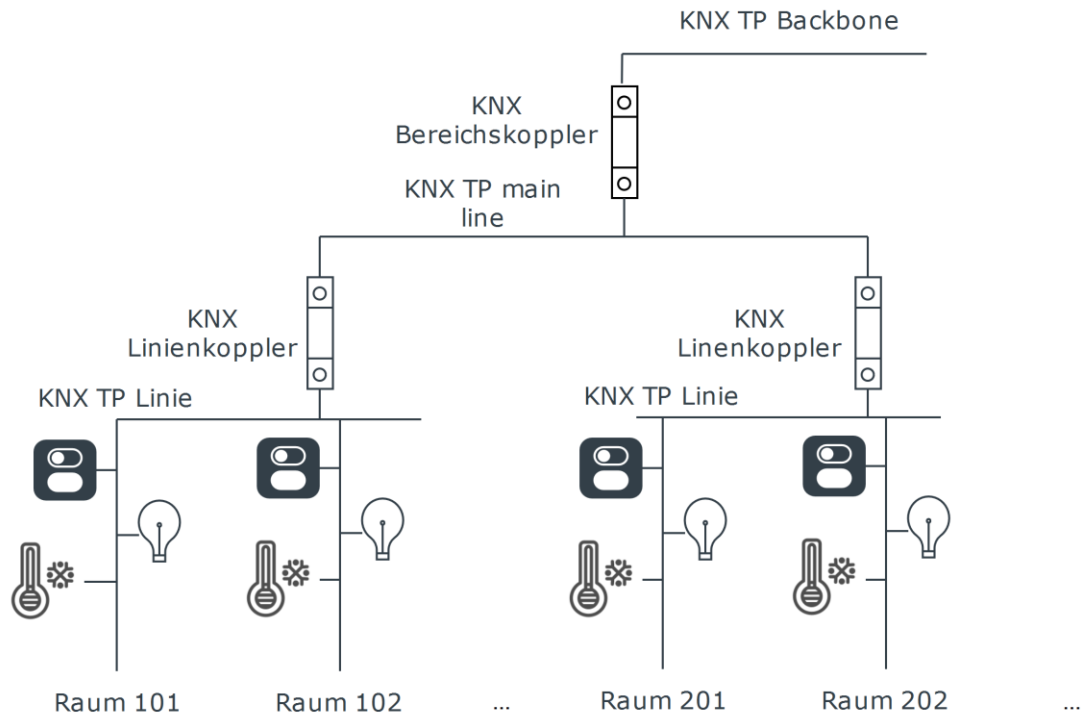 KNX TP Backbone
KNX
Bereichskoppler
KNX TP main
line
KNX
Linienkoppler
KNX
Linenkoppler
KNX TP Linie
KNX TP Linie
Raum 101
Raum 102
...
Raum 201
Raum 202
...